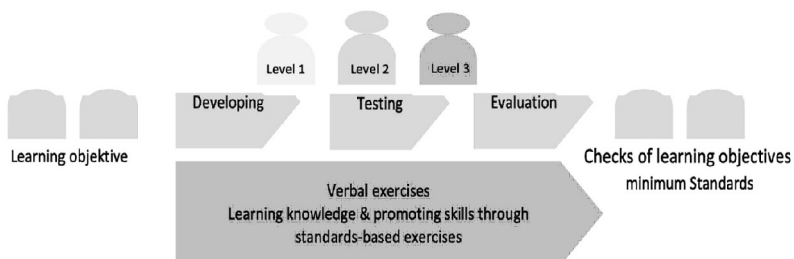 Level 1
Level 2
Level 3
Developing
Testing
Evaluation
Learning objektive
Checks of learning objectives
minimum Standards
Verbal exercises
Learning knowledge & promoting skills through
standards-based exercises